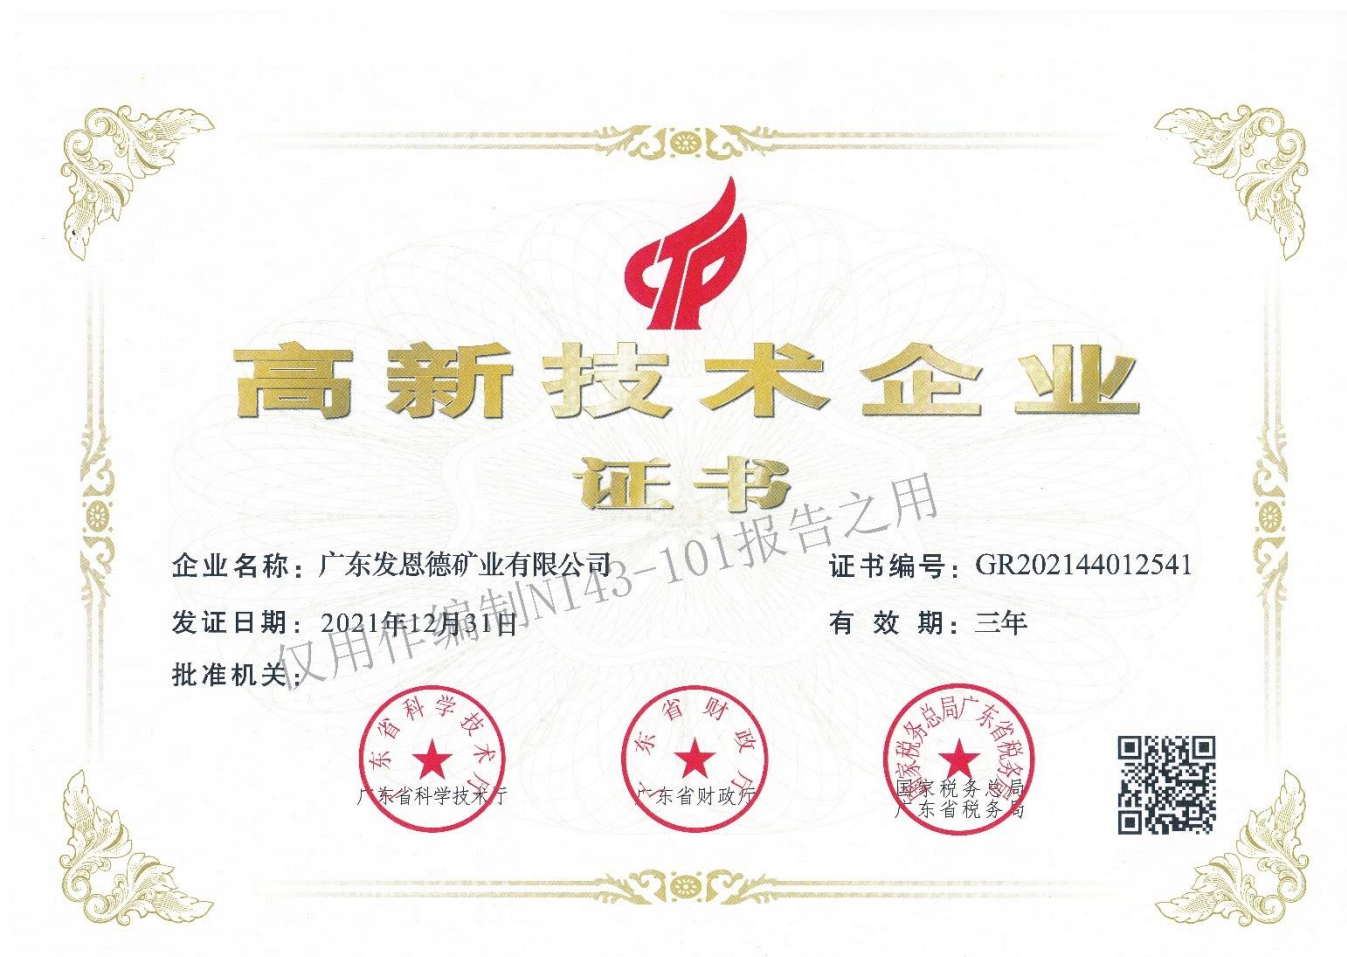 高新技术企业
证书
企业名称：广东发恩德矿业有限公司
证书编号：GR202144012541
发证日期：2021年12月31日
有效期：三年
批准机关：
仅用作编制NI43-101报告之用
广东省科学技术厅
广东省科学技术厅
广东省财政厅
广东省财政厅
国家税务总局广东省税务局
国家税务总局
广东省税务局